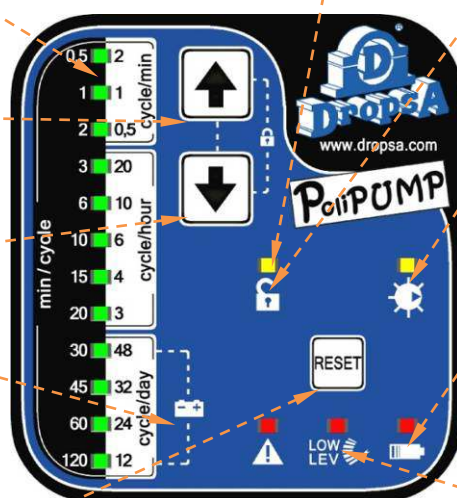 0,5 2
1 1
2 0,5
cycle/min
3 20
6 10
10 6
15 4
20 3
cycle/hour
30 48
45 32
60 24
120 12
cycle/day
min/cycle
D
DROPSA
®
www.dropsa.com
PoliPUMP
RESET
LOW
LEV